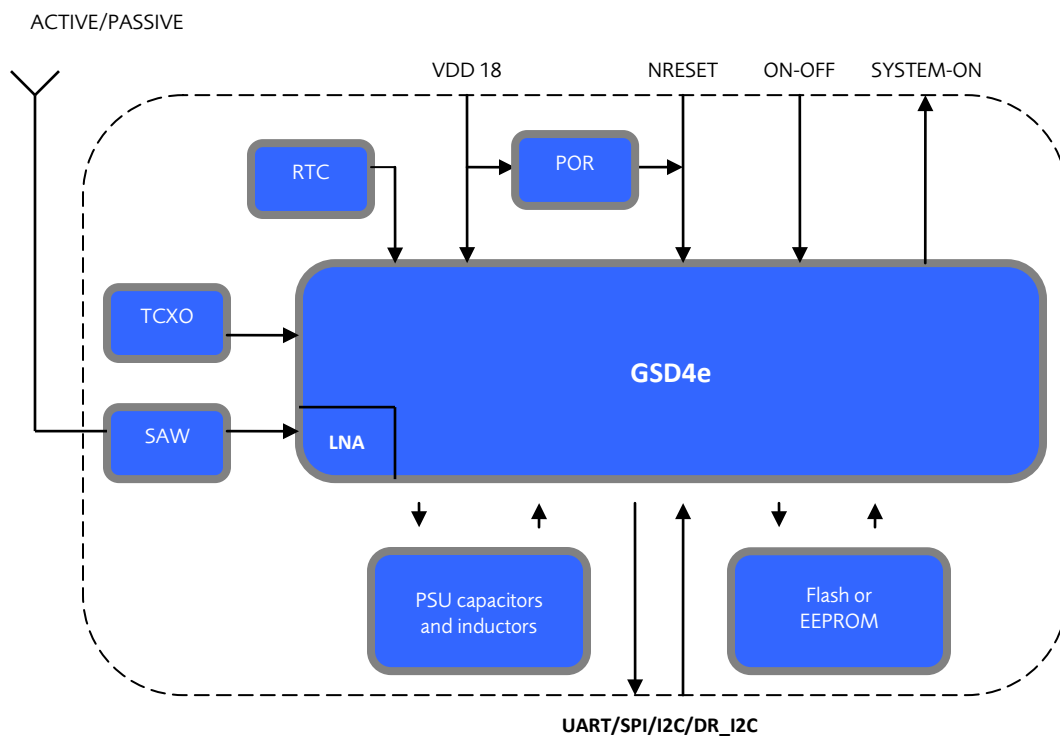 ACTIVE/PASSIVE
VDD 18
NRESET
ON-OFF
SYSTEM-ON
RTC
POR
TCXO
GSD4e
SAW
LNA
PSU capacitors
and inductors
Flash or
EEPROM
UART/SPI/I2C/DR_I2C